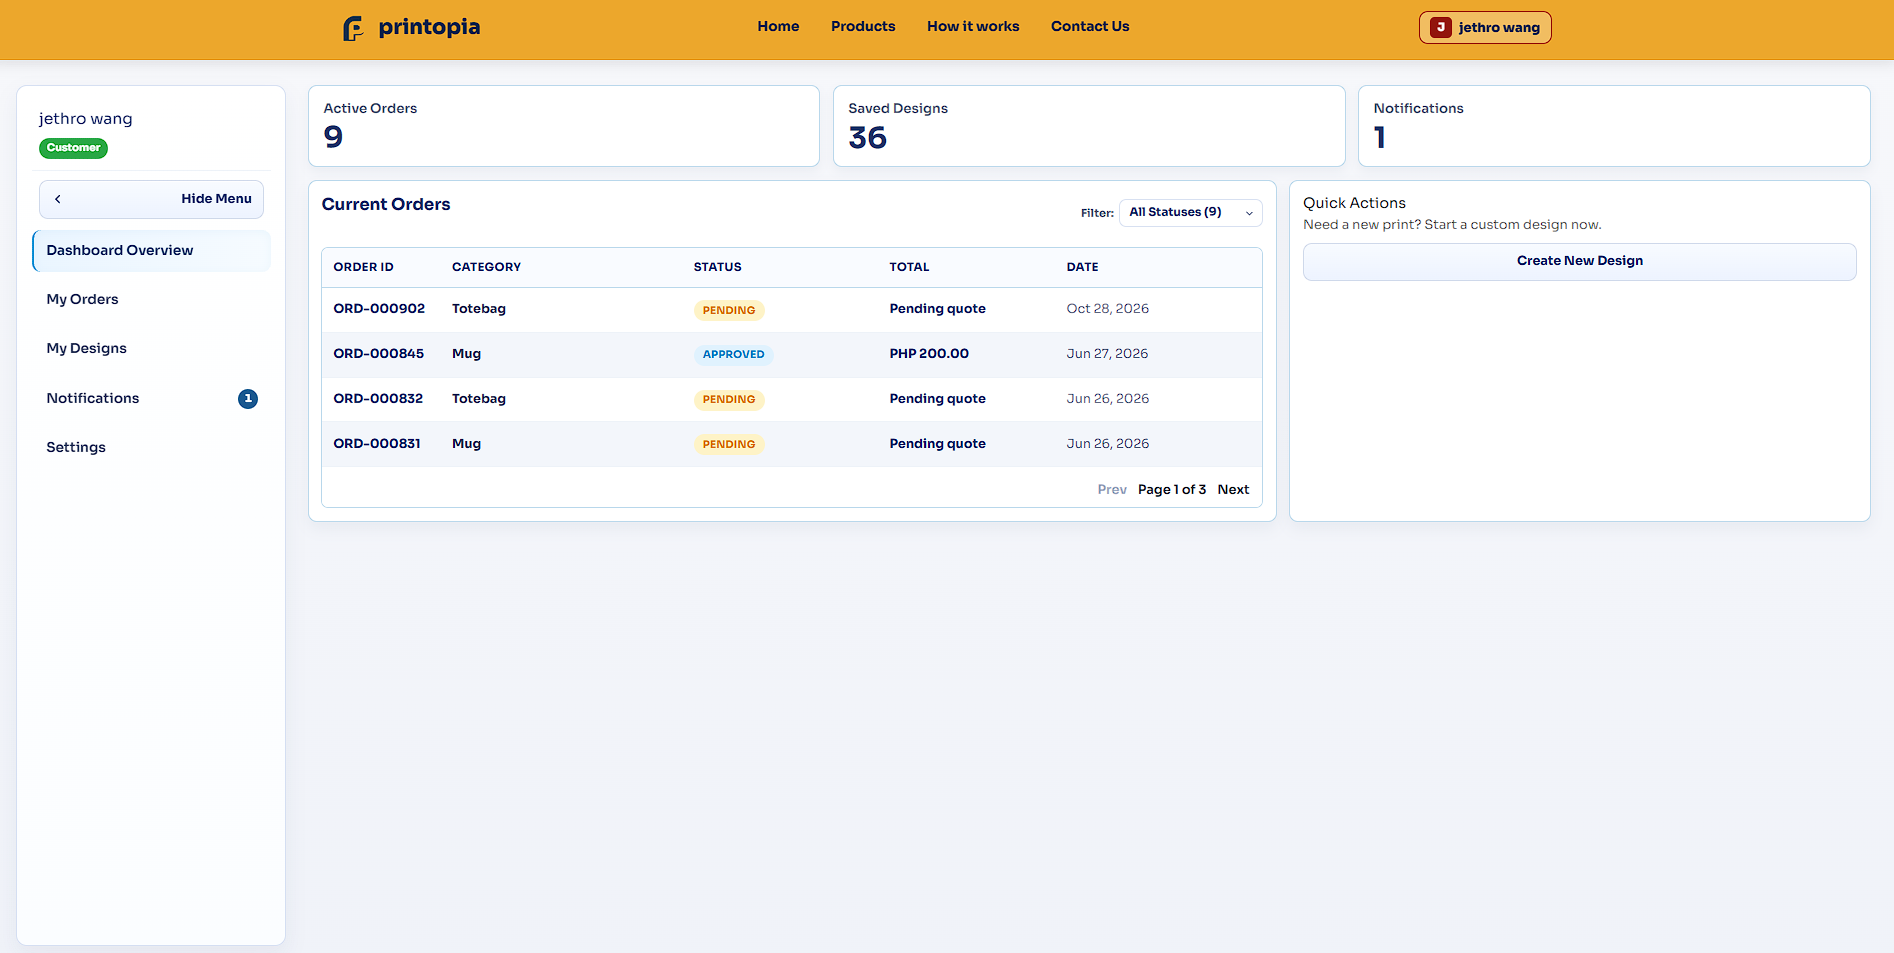 printopia
Home Products How it works Contact Us
J jethro wang
jethro wang
Customer
Hide Menu
Dashboard Overview
My Orders
My Designs
Notifications 1
Settings
Active Orders
9
Saved Designs
36
Notifications
1
Current Orders
Filter: All Statuses (9)
ORDER ID CATEGORY STATUS TOTAL DATE
ORD-000902 Totebag PENDING Pending quote Oct 28, 2026
ORD-000845 Mug APPROVED PHP 200.00 Jun 27, 2026
ORD-000832 Totebag PENDING Pending quote Jun 26, 2026
ORD-000831 Mug PENDING Pending quote Jun 26, 2026
Prev Page 1 of 3 Next
Quick Actions
Need a new print? Start a custom design now.
Create New Design